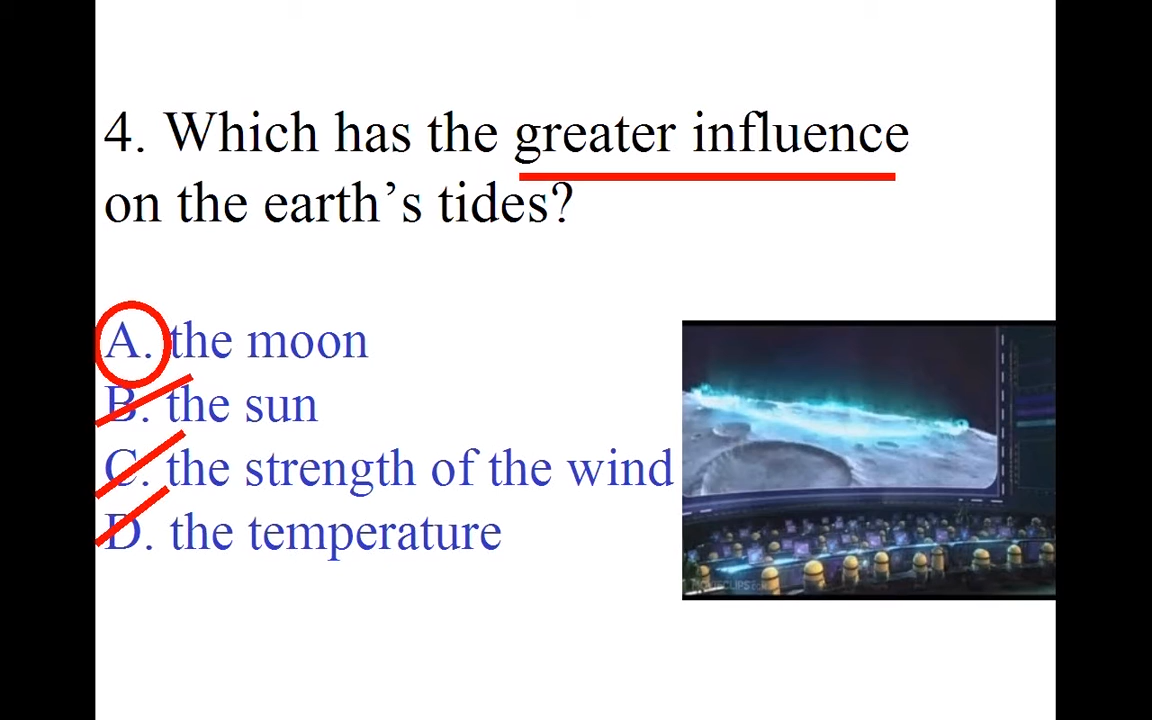 4. Which has the greater influence
on the earth's tides?
A. the moon
B. the sun
C. the strength of the wind
D. the temperature